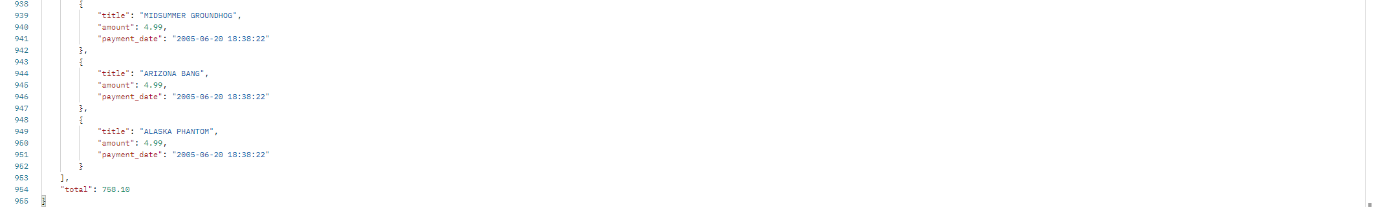 938 {
939 "title": "MIDSUMMER GROUNDHOG",
940 "amount": 4.99,
941 "payment_date": "2005-06-20 18:38:22"
942 },
943 {
944 "title": "ARIZONA BANG",
945 "amount": 4.99,
946 "payment_date": "2005-06-20 18:38:22"
947 },
948 {
949 "title": "ALASKA PHANTOM",
950 "amount": 4.99,
951 "payment_date": "2005-06-20 18:38:22"
952 }
953 ],
954 "total": 758.10
955 }